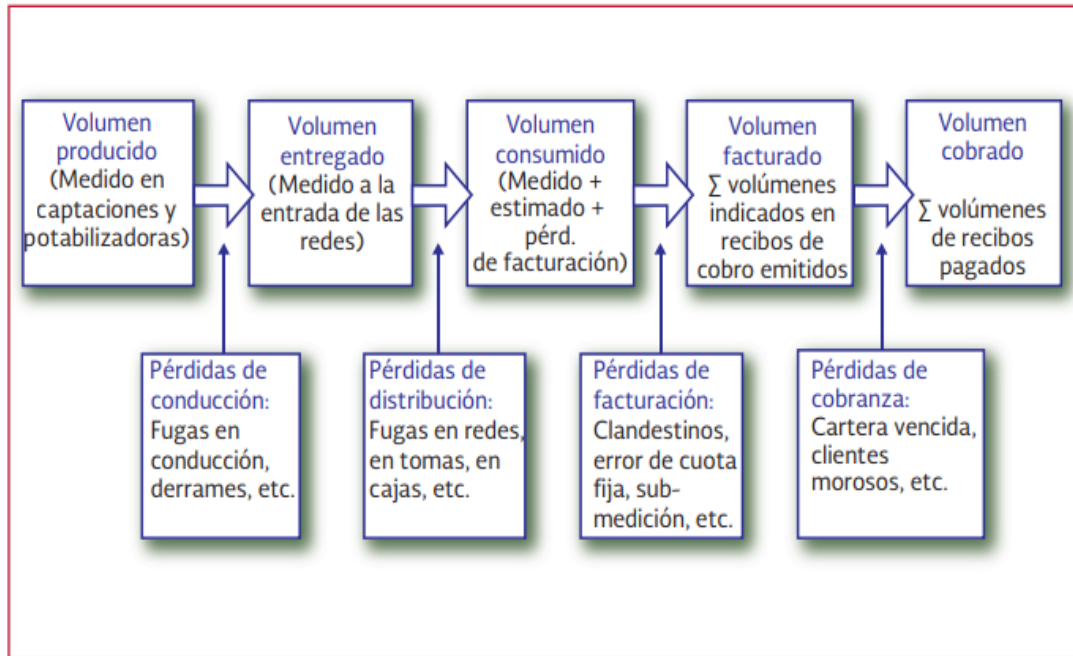 Volumen
producido
(Medido en
captaciones y
potabilizadoras)
Volumen
entregado
(Medido a la
entrada de las
redes)
Volumen
consumido
(Medido +
estimado +
pérd.
de facturación)
Volumen
facturado
∑ volúmenes
indicados en
recibos de
cobro emitidos
Volumen
cobrado
∑ volúmenes
de recibos
pagados
Pérdidas de
conducción:
Fugas en
conducción,
derrames, etc.
Pérdidas de
distribución:
Fugas en redes,
en tomas, en
cajas, etc.
Pérdidas de
facturación:
Clandestinos,
error de cuota
fija, sub-
medición, etc.
Pérdidas de
cobranza:
Cartera vencida,
clientes
morosos, etc.